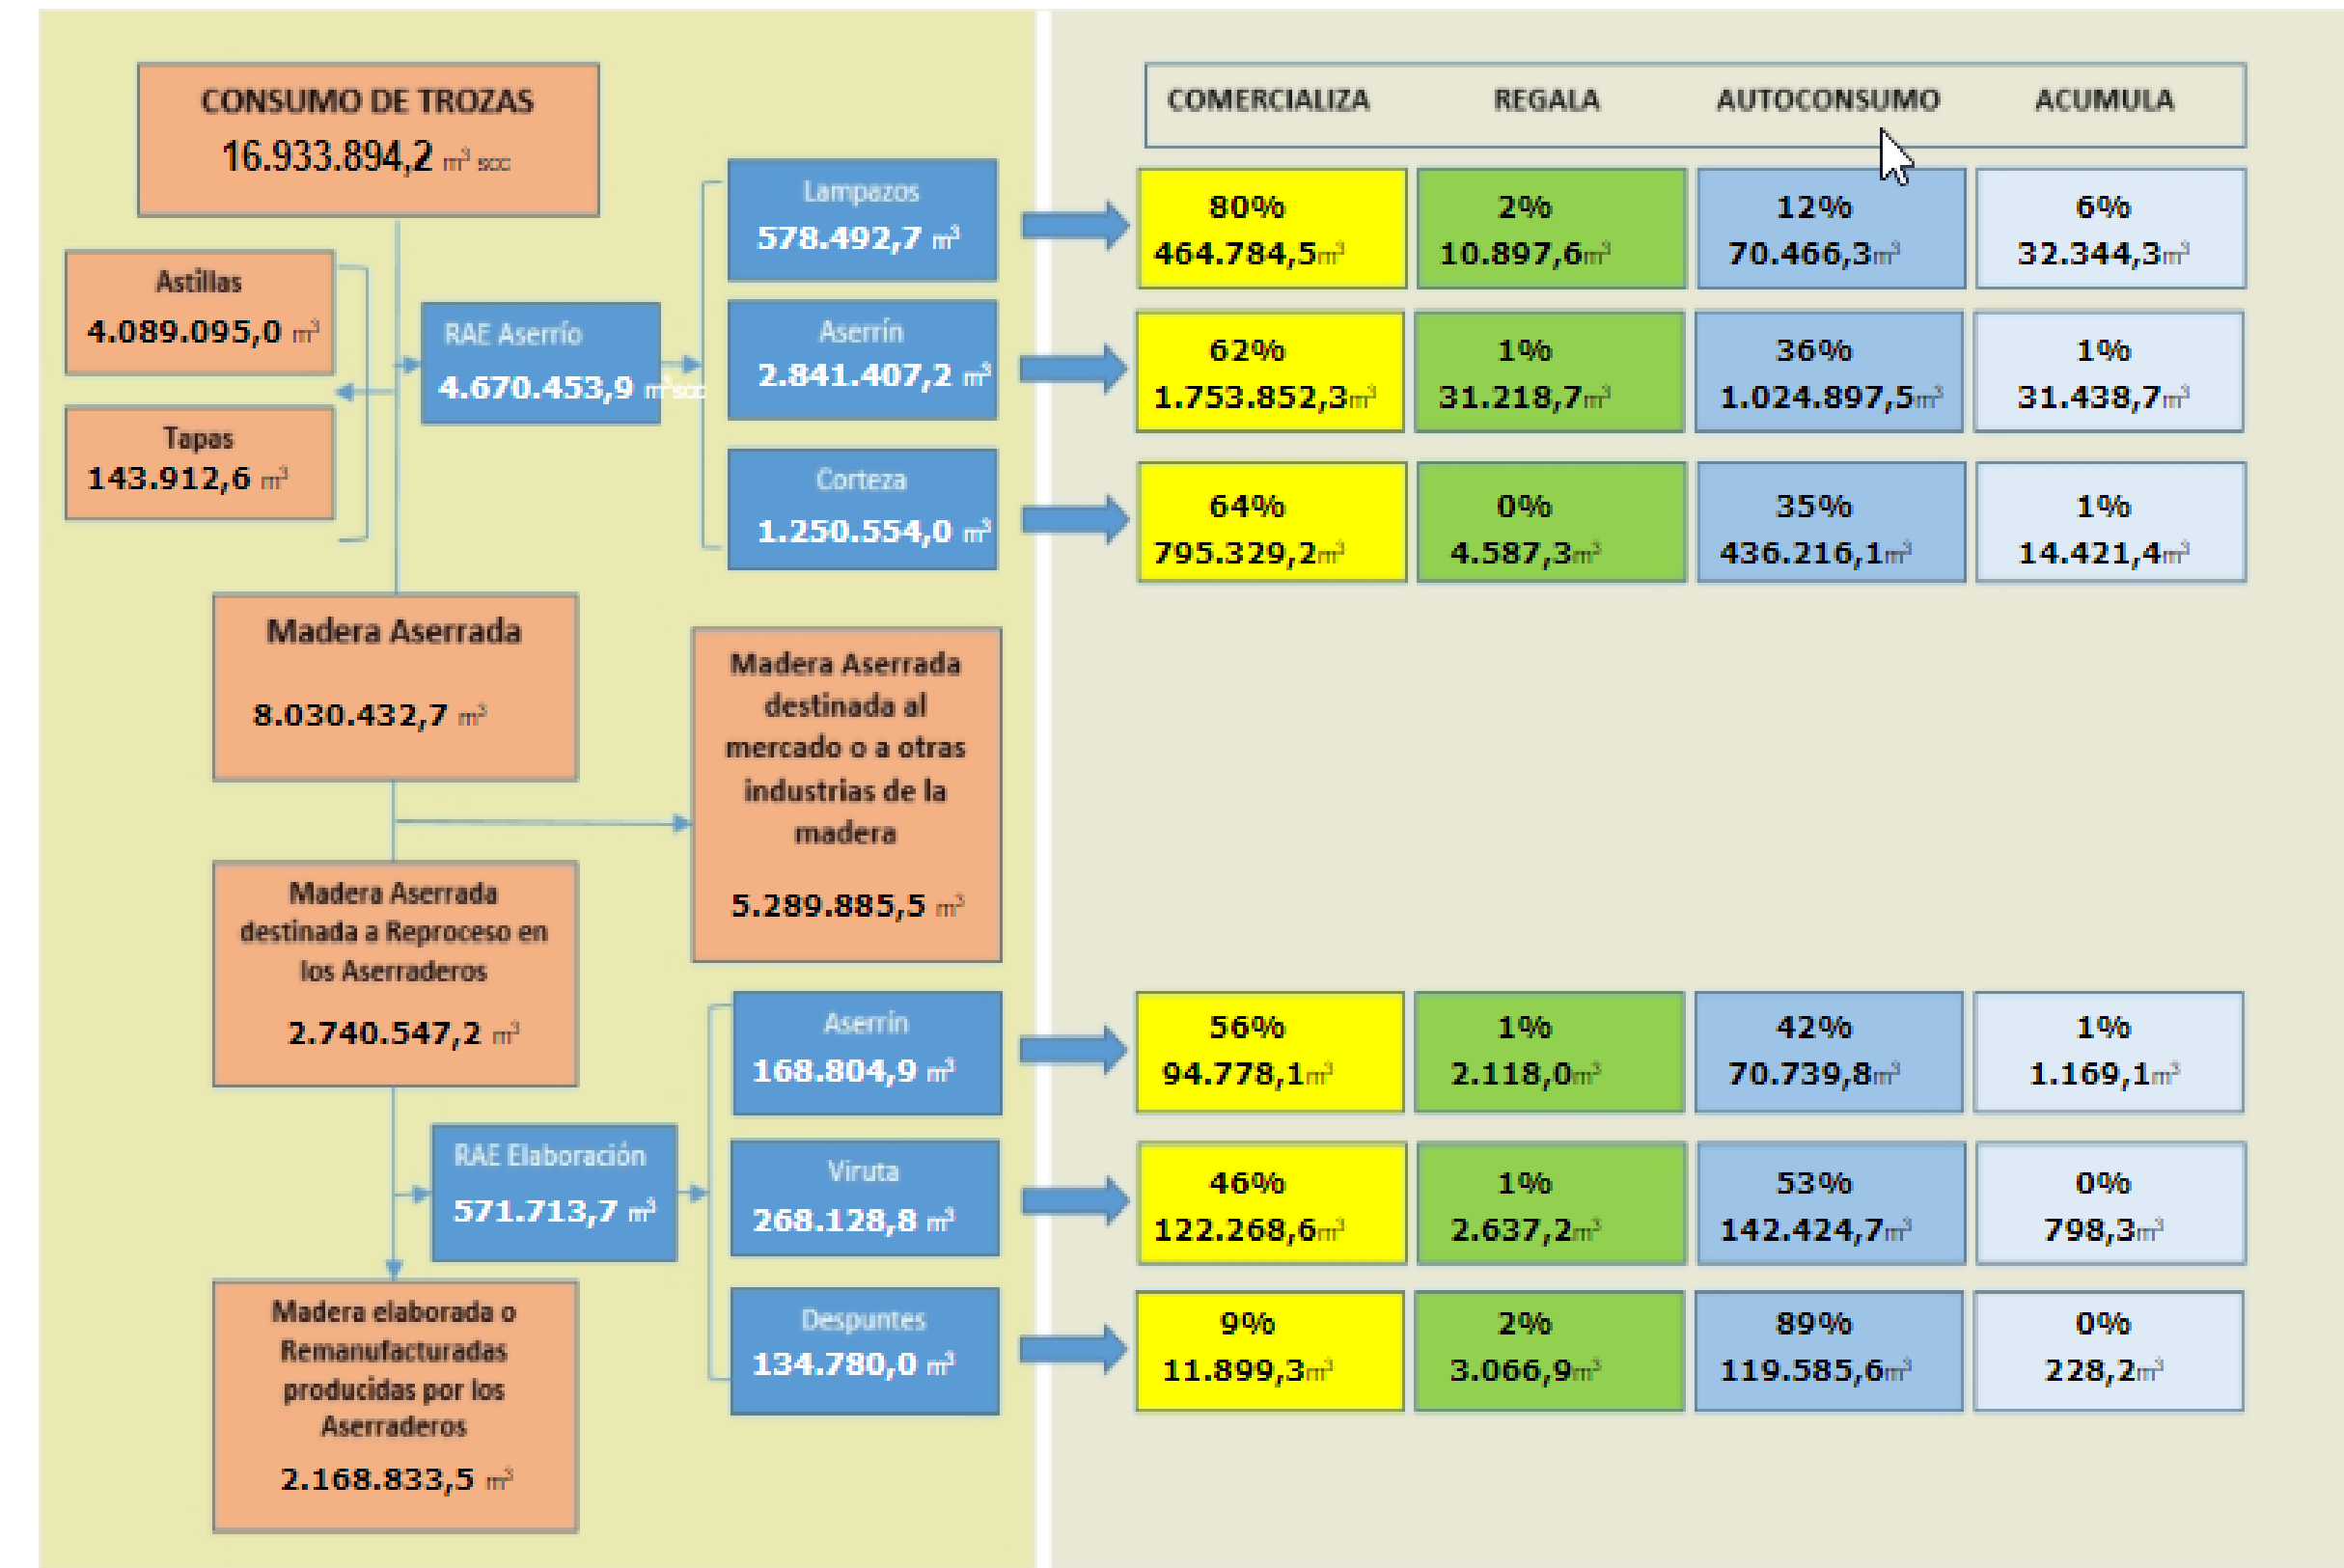 CONSUMO DE TROZAS
16.933.894,2 m³ scc
Astillas
4.089.095,0 m³
Tapas
143.912,6 m³
RAE Aserrío
4.670.453,9 m³scc
Lampazos
578.492,7 m³
Aserrín
2.841.407,2 m³
Corteza
1.250.554,0 m³
Madera Aserrada
8.030.432,7 m³
Madera Aserrada
destinada al
mercado o a otras
industrias de la
madera
5.289.885,5 m³
Madera Aserrada
destinada a Reproceso en
los Aserraderos
2.740.547,2 m³
RAE Elaboración
571.713,7 m³
Aserrín
168.804,9 m³
Viruta
268.128,8 m³
Despuntes
134.780,0 m³
Madera elaborada o
Remanufacturadas
producidas por los
Aserraderos
2.168.833,5 m³
COMERCIALIZA REGALA AUTOCONSUMO ACUMULA
80% 2% 12% 6%
464.784,5m³ 10.897,6m³ 70.466,3m³ 32.344,3m³
62% 1% 36% 1%
1.753.852,3m³ 31.218,7m³ 1.024.897,5m³ 31.438,7m³
64% 0% 35% 1%
795.329,2m³ 4.587,3m³ 436.216,1m³ 14.421,4m³
56% 1% 42% 1%
94.778,1m³ 2.118,0m³ 70.739,8m³ 1.169,1m³
46% 1% 53% 0%
122.268,6m³ 2.637,2m³ 142.424,7m³ 798,3m³
9% 2% 89% 0%
11.899,3m³ 3.066,9m³ 119.585,6m³ 228,2m³